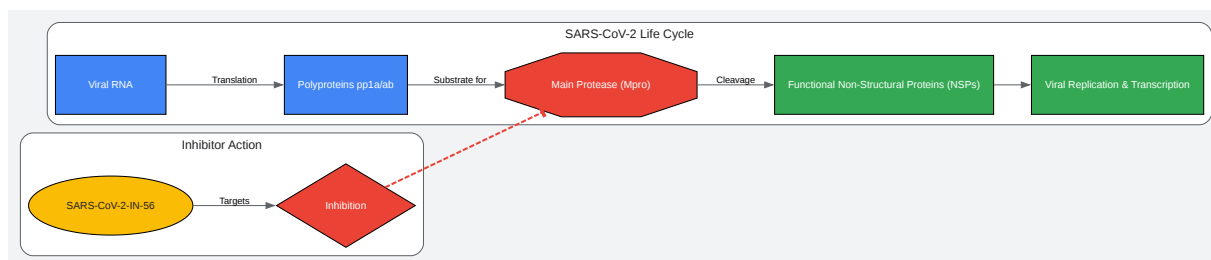 SARS-CoV-2 Life Cycle
Viral RNA
Translation
Polyproteins pp1a/ab
Substrate for
Main Protease (Mpro)
Cleavage
Functional Non-Structural Proteins (NSPs)
Viral Replication & Transcription
Inhibitor Action
SARS-CoV-2-IN-56
Targets
Inhibition